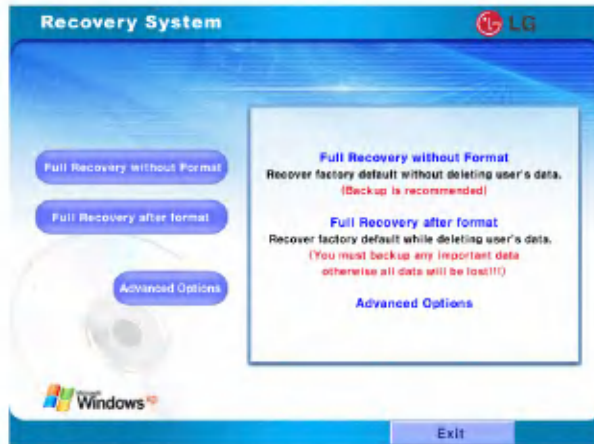 Recovery System
LG
Full Recovery without Format
Full Recovery after format
Advanced Options
Full Recovery without Format
Recover factory default without deleting user's data.
(Backup is recommended)
Full Recovery after format
Recover factory default while deleting user's data.
(You must backup any important data
otherwise all data will be lost!!!)
Advanced Options
Microsoft
Windows xp
Exit